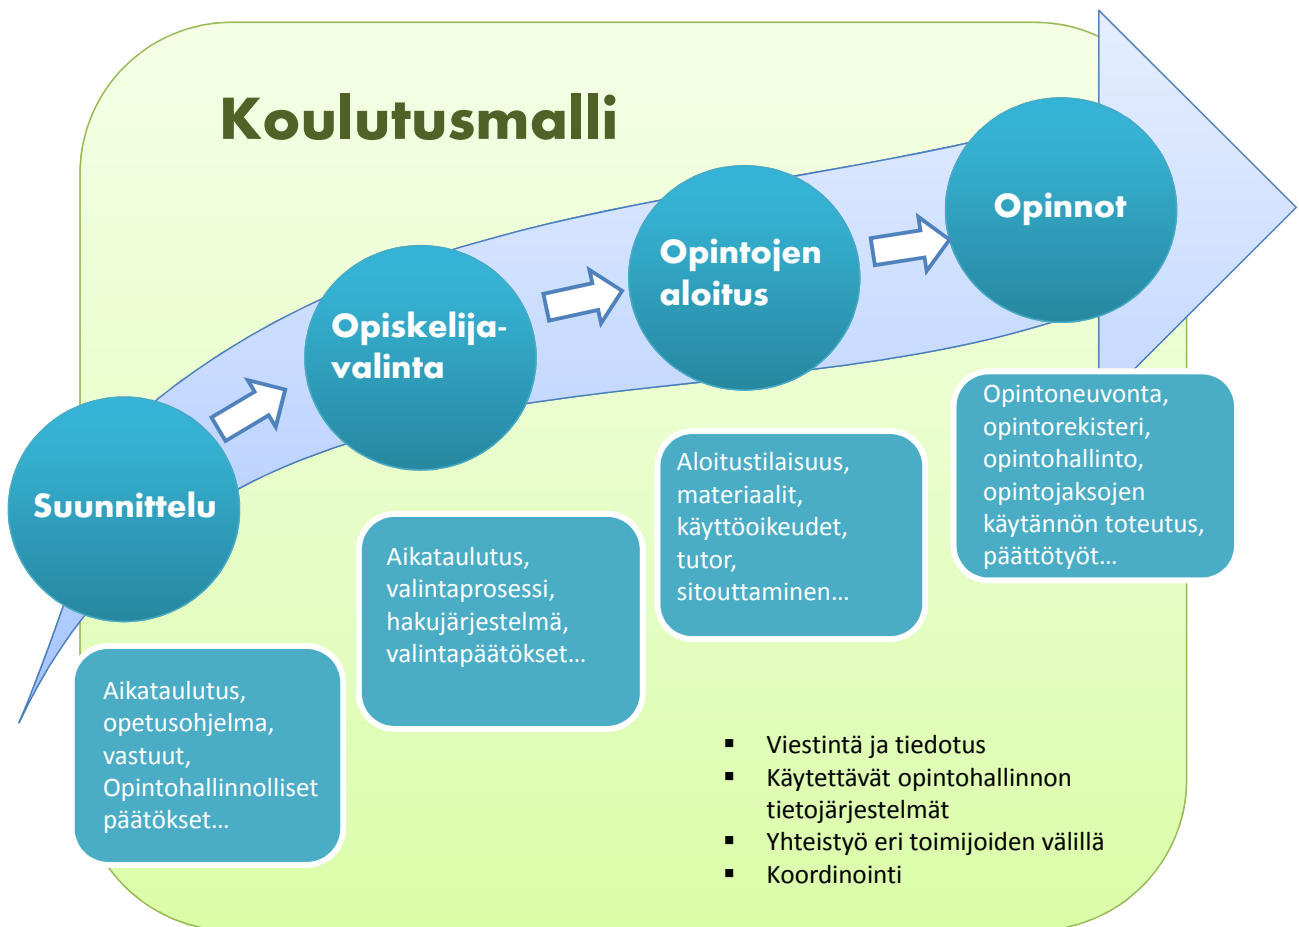 Koulutusmalli
Suunnittelu
Aikataulutus,
opetusohjelma,
vastuut,
Opintohallinnolliset
päätökset...
Opiskelija-
valinta
Aikataulutus,
valintaprosessi,
hakujärjestelmä,
valintapäätökset...
Opintojen
aloitus
Aloitustilaisuus,
materiaalit,
käyttöoikeudet,
tutor,
sitouttaminen...
Opinnot
Opintoneuvonta,
opintorekisteri,
opintohallinto,
opintojaksojen
käytännön toteutus,
päättötyöt...
▪ Viestintä ja tiedotus
▪ Käytettävät opintohallinnon
tietojärjestelmät
▪ Yhteistyö eri toimijoiden välillä
▪ Koordinointi